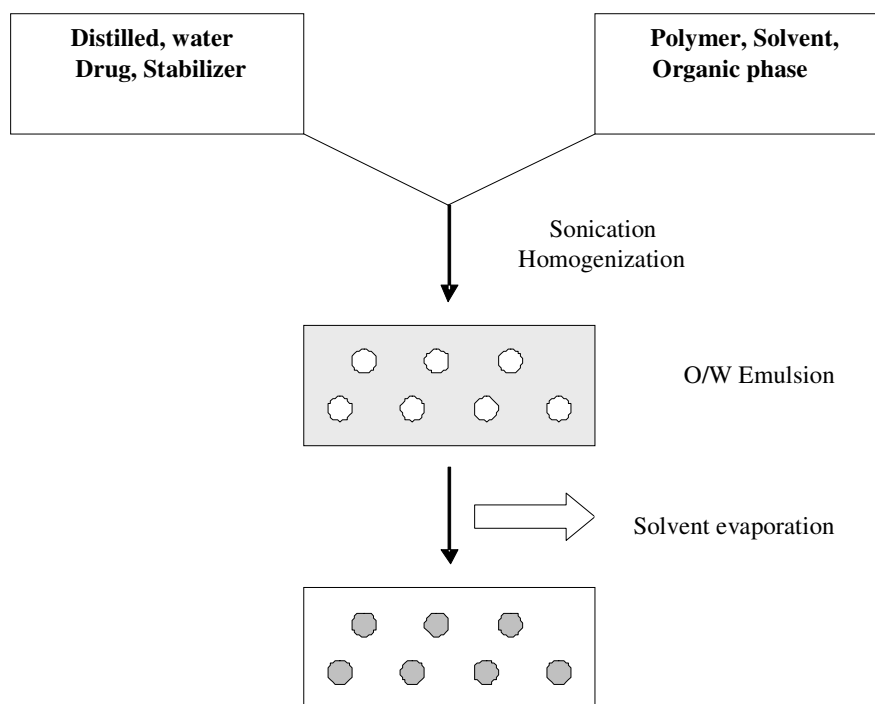 Distilled, water
Drug, Stabilizer
Polymer, Solvent,
Organic phase
Sonication
Homogenization
O/W Emulsion
Solvent evaporation